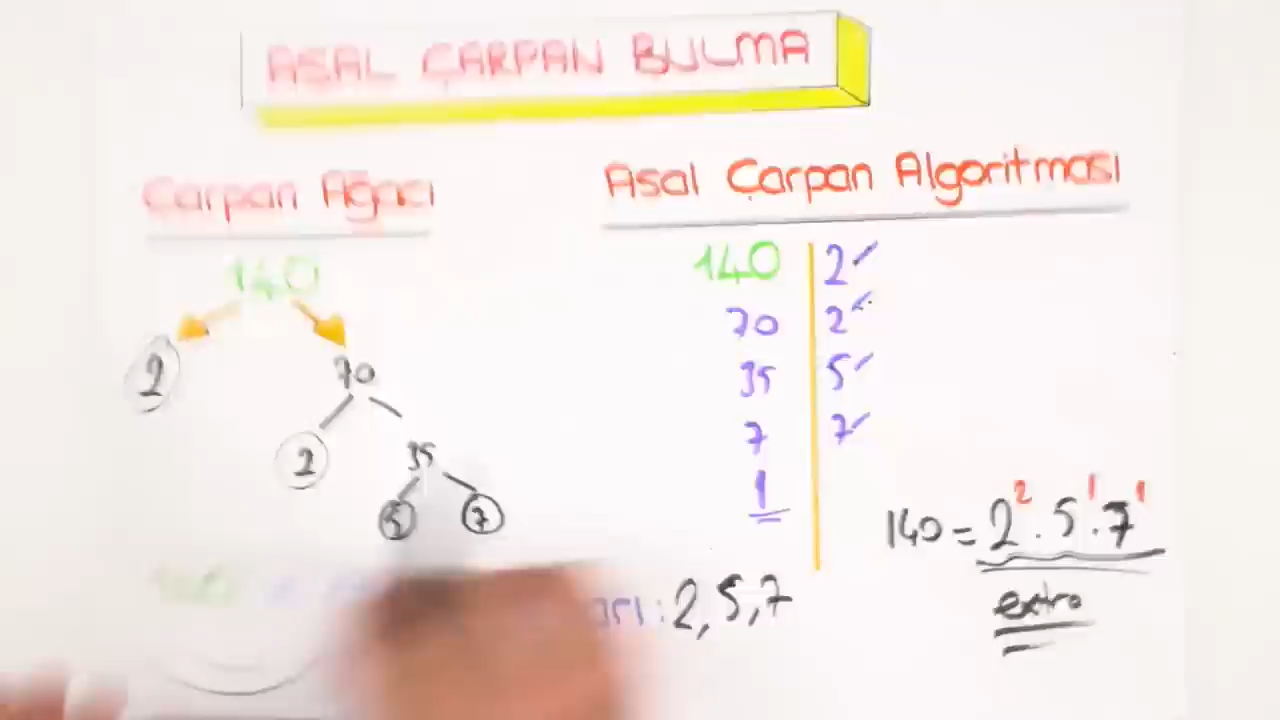 ASAL ÇARPAN BULMA
Çarpan Ağacı
140
2 70
2 35
5 7
Asal Çarpan Algoritması
140 2
70 2
35 5
7 7
1
140 = 2² . 5¹ . 7¹
extra
: 2, 5, 7